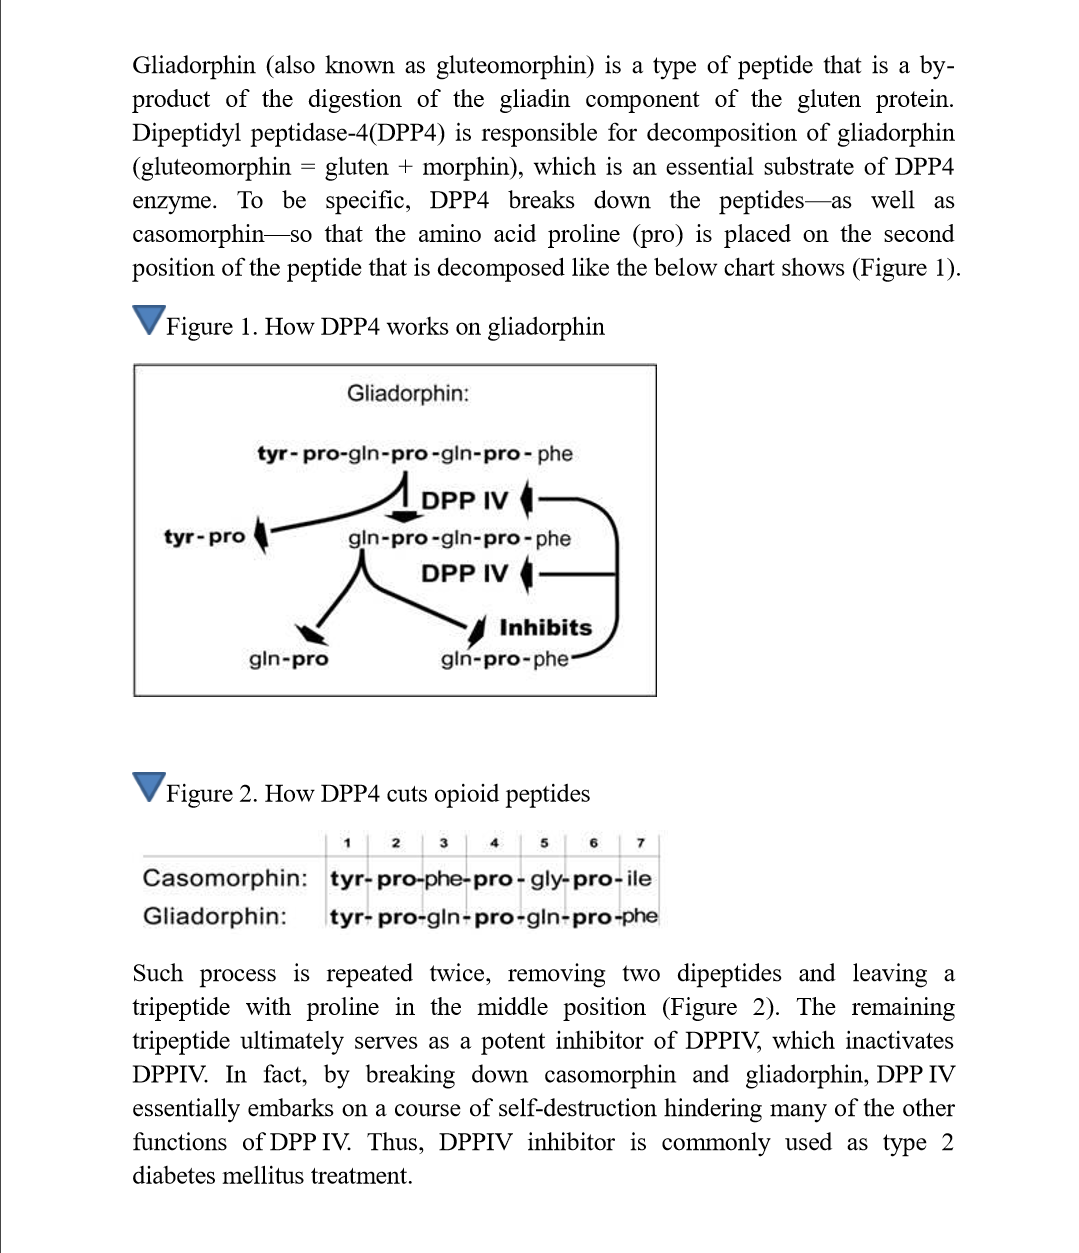 Gliadorphin (also known as gluteomorphin) is a type of peptide that is a by-
product of the digestion of the gliadin component of the gluten protein.
Dipeptidyl peptidase-4(DPP4) is responsible for decomposition of gliadorphin
(gluteomorphin = gluten + morphin), which is an essential substrate of DPP4
enzyme. To be specific, DPP4 breaks down the peptides—as well as
casomorphin—so that the amino acid proline (pro) is placed on the second
position of the peptide that is decomposed like the below chart shows (Figure 1).
Figure 1. How DPP4 works on gliadorphin
Gliadorphin:
tyr-pro-gln-pro-gln-pro-phe
DPP IV
tyr-pro
gln-pro-gln-pro-phe
DPP IV
Inhibits
gln-pro
gln-pro-phe
Figure 2. How DPP4 cuts opioid peptides
1 2 3 4 5 6 7
Casomorphin: tyr-pro-phe-pro-gly-pro-ile
Gliadorphin: tyr-pro-gln-pro-gln-pro-phe
Such process is repeated twice, removing two dipeptides and leaving a
tripeptide with proline in the middle position (Figure 2). The remaining
tripeptide ultimately serves as a potent inhibitor of DPPIV, which inactivates
DPPIV. In fact, by breaking down casomorphin and gliadorphin, DPP IV
essentially embarks on a course of self-destruction hindering many of the other
functions of DPP IV. Thus, DPPIV inhibitor is commonly used as type 2
diabetes mellitus treatment.